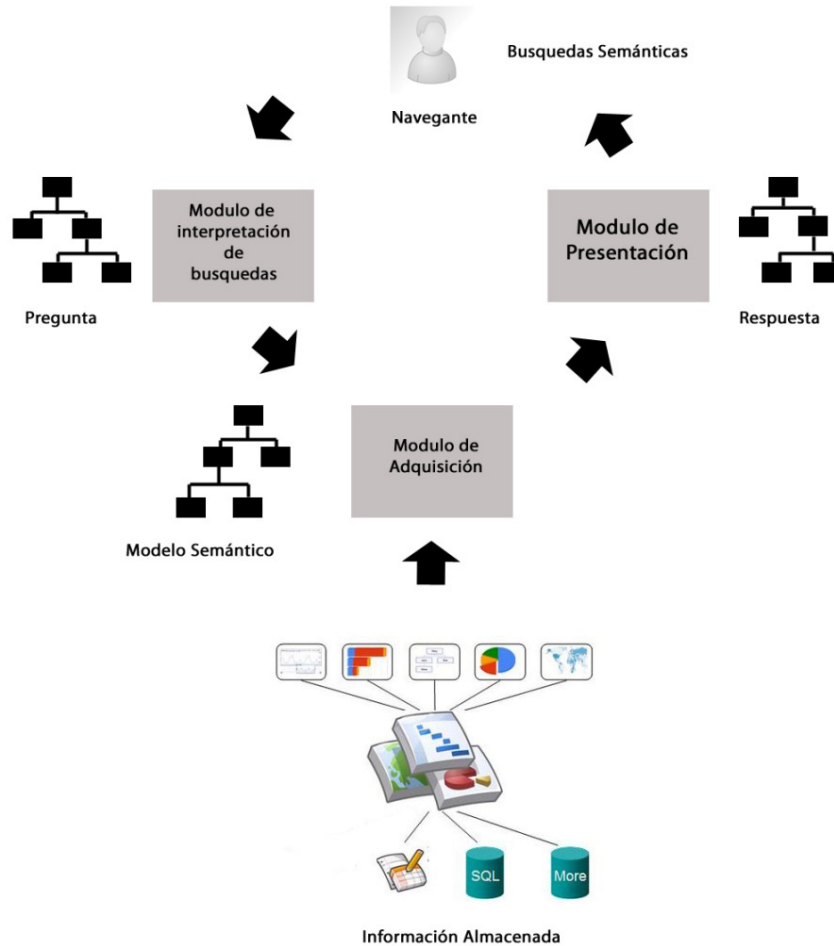 Busquedas Semánticas
Navegante
Modulo de
interpretación
de
busquedas
Modulo de
Presentación
Pregunta
Respuesta
Modulo de
Adquisición
Modelo Semántico
SQL
More
Información Almacenada